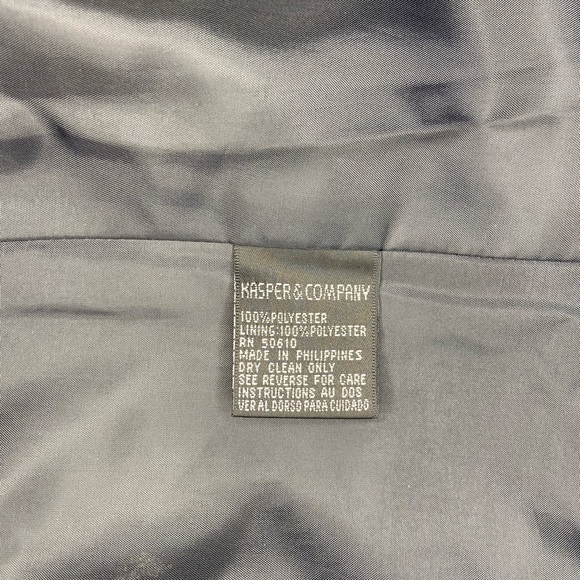 KASPER & COMPANY
100% POLYESTER
LINING: 100% POLYESTER
RN 50610
MADE IN PHILIPPINES
DRY CLEAN ONLY
SEE REVERSE FOR CARE
INSTRUCTIONS AU DOS
VER AL DORSO PARA CUIDADO